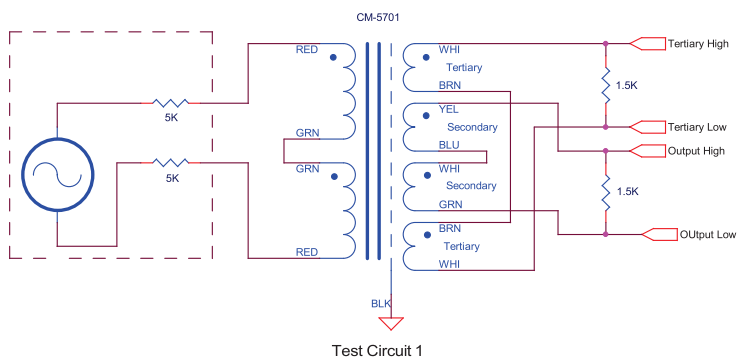 CM-5701
RED
WHI
Tertiary High
Tertiary
BRN
1.5K
5K
YEL
GRN
Secondary
Tertiary Low
BLU
Output High
5K
GRN
WHI
Secondary
1.5K
GRN
BRN
OUtput Low
Tertiary
RED
WHI
BLK
Test Circuit 1